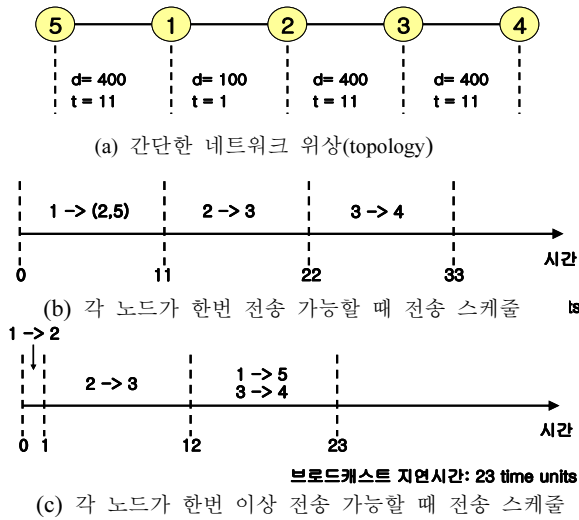 5 1 2 3 4
d= 400 d= 100 d= 400 d= 400
t = 11 t = 1 t = 11 t = 11
(a) 간단한 네트워크 위상(topology)
1 -> (2,5) 2 -> 3 3 -> 4
시간
0 11 22 33
(b) 각 노드가 한번 전송 가능할 때 전송 스케줄 ts
1 -> 2
2 -> 3
1 -> 5
3 -> 4
시간
0 1 12 23
브로드캐스트 지연시간: 23 time units
(c) 각 노드가 한번 이상 전송 가능할 때 전송 스케줄